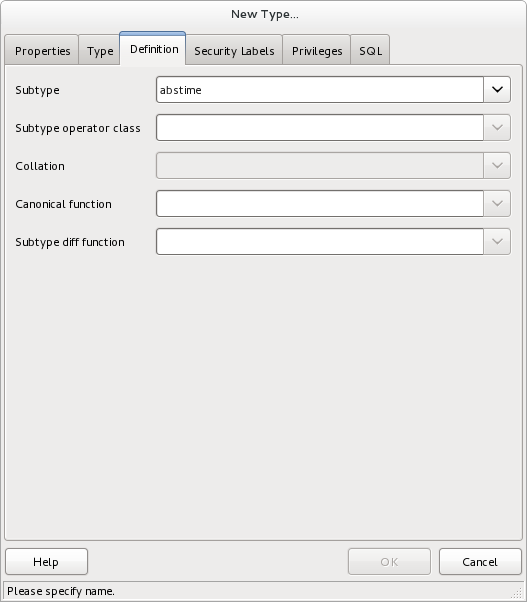 New Type...
Properties Type Definition Security Labels Privileges SQL
Subtype abstime
Subtype operator class
Collation
Canonical function
Subtype diff function
Help OK Cancel
Please specify name.